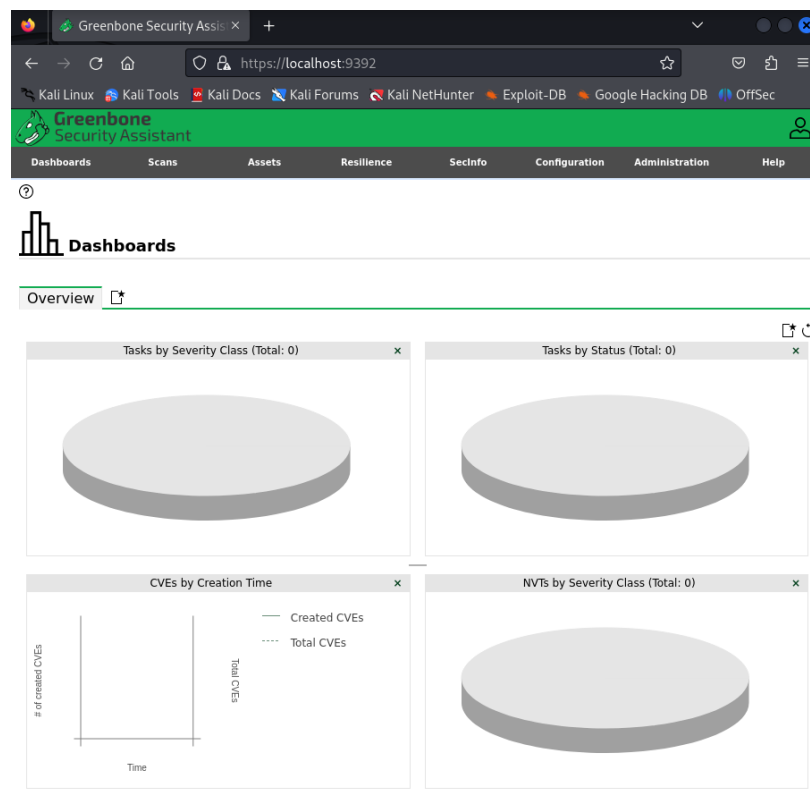 Greenbone Security Assis
https://localhost:9392
Kali Linux Kali Tools Kali Docs Kali Forums Kali NetHunter Exploit-DB Google Hacking DB OffSec
Greenbone
Security Assistant
Dashboards Scans Assets Resilience SecInfo Configuration Administration Help
Dashboards
Overview
Tasks by Severity Class (Total: 0)
Tasks by Status (Total: 0)
CVEs by Creation Time
NVTs by Severity Class (Total: 0)
Created CVEs
Total CVEs
# of created CVEs
Total CVEs
Time